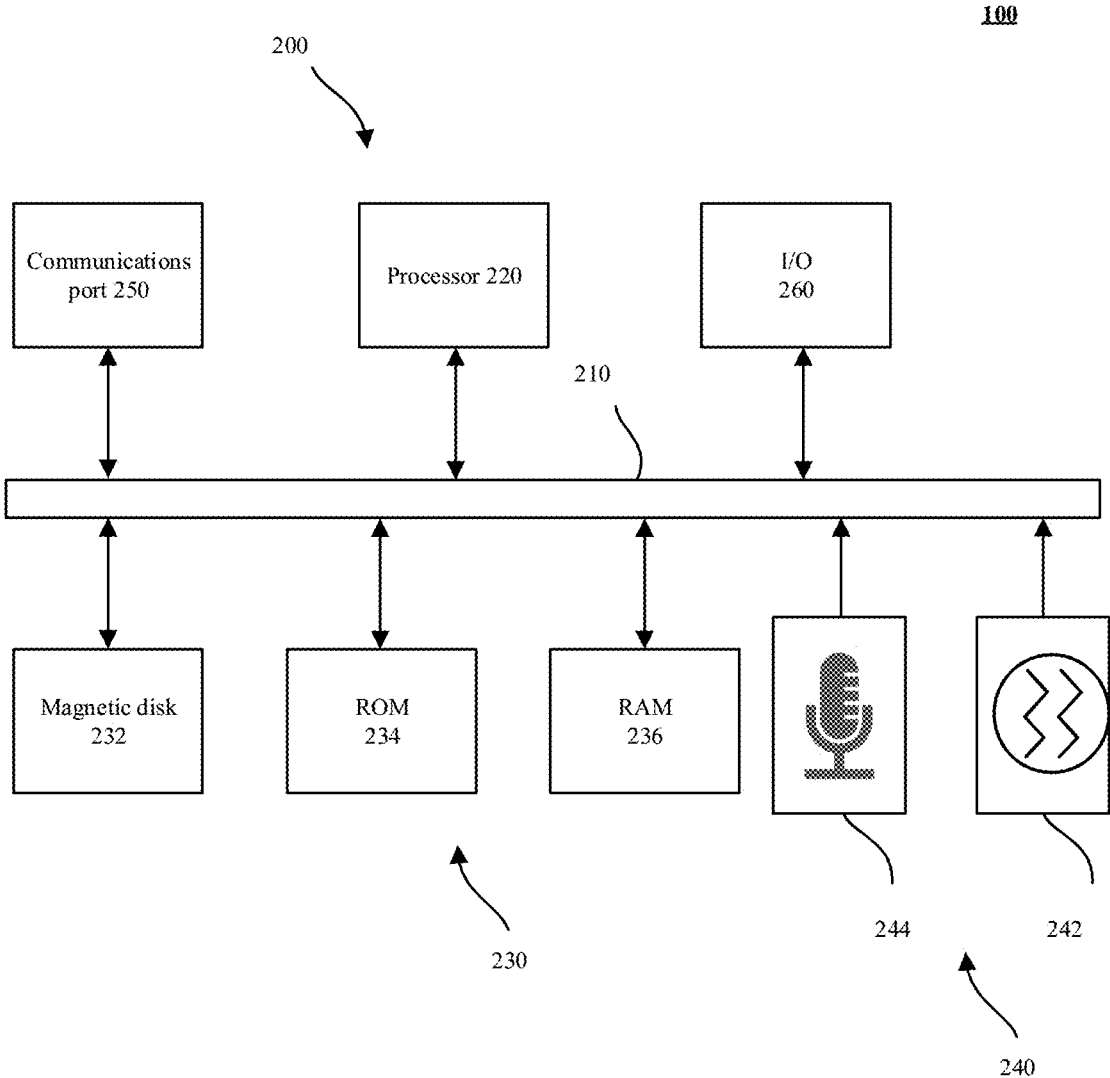 100
200
Communications
port 250
Processor 220
I/O
260
210
Magnetic disk
232
ROM
234
RAM
236
244
242
230
240